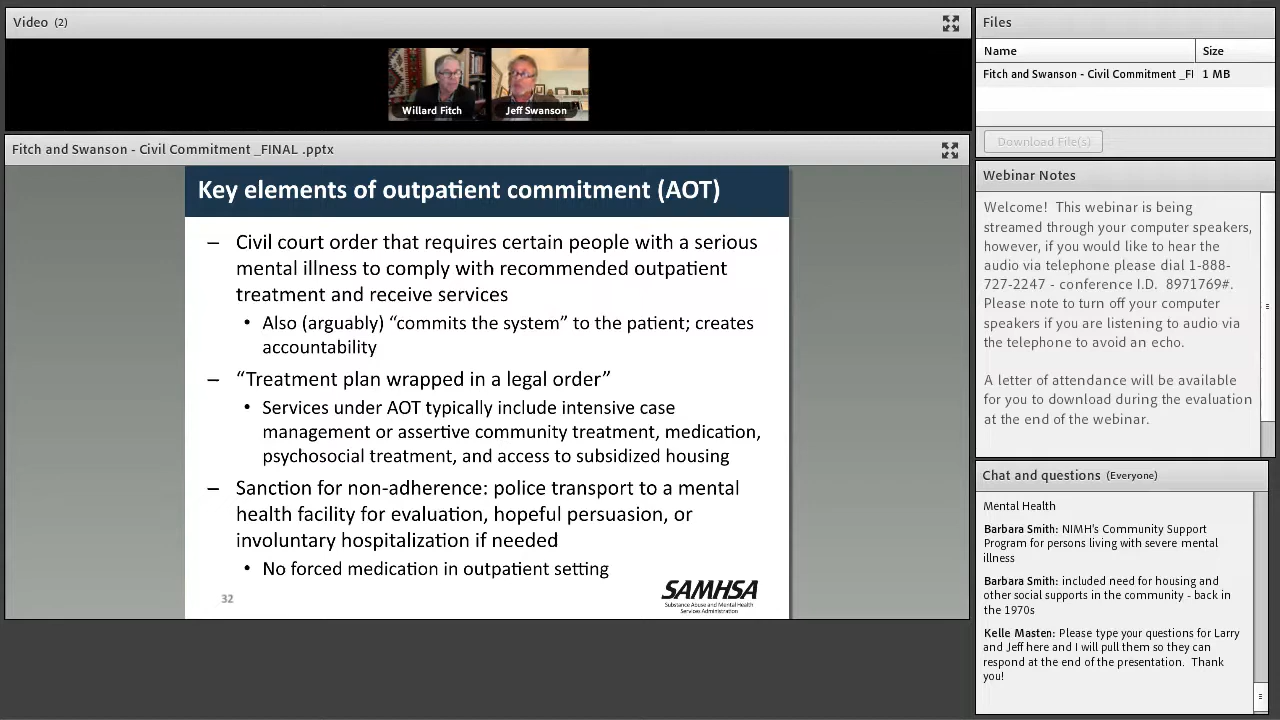 Video (2)
Willard Fitch
Jeff Swanson
Fitch and Swanson - Civil Commitment _FINAL .pptx
Key elements of outpatient commitment (AOT)
– Civil court order that requires certain people with a serious
mental illness to comply with recommended outpatient
treatment and receive services
• Also (arguably) “commits the system” to the patient; creates
accountability
– “Treatment plan wrapped in a legal order”
• Services under AOT typically include intensive case
management or assertive community treatment, medication,
psychosocial treatment, and access to subsidized housing
– Sanction for non-adherence: police transport to a mental
health facility for evaluation, hopeful persuasion, or
involuntary hospitalization if needed
• No forced medication in outpatient setting
32
SAMHSA
Substance Abuse and Mental Health
Services Administration
Files
Name Size
Fitch and Swanson - Civil Commitment _FI 1 MB
Download File(s)
Webinar Notes
Welcome! This webinar is being
streamed through your computer speakers,
however, if you would like to hear the
audio via telephone please dial 1-888-
727-2247 - conference I.D. 8971769#.
Please note to turn off your computer
speakers if you are listening to audio via
the telephone to avoid an echo.
A letter of attendance will be available
for you to download during the evaluation
at the end of the webinar.
Chat and questions (Everyone)
Mental Health
Barbara Smith: NIMH's Community Support
Program for persons living with severe mental
illness
Barbara Smith: included need for housing and
other social supports in the community - back in
the 1970s
Kelle Masten: Please type your questions for Larry
and Jeff here and I will pull them so they can
respond at the end of the presentation. Thank
you!